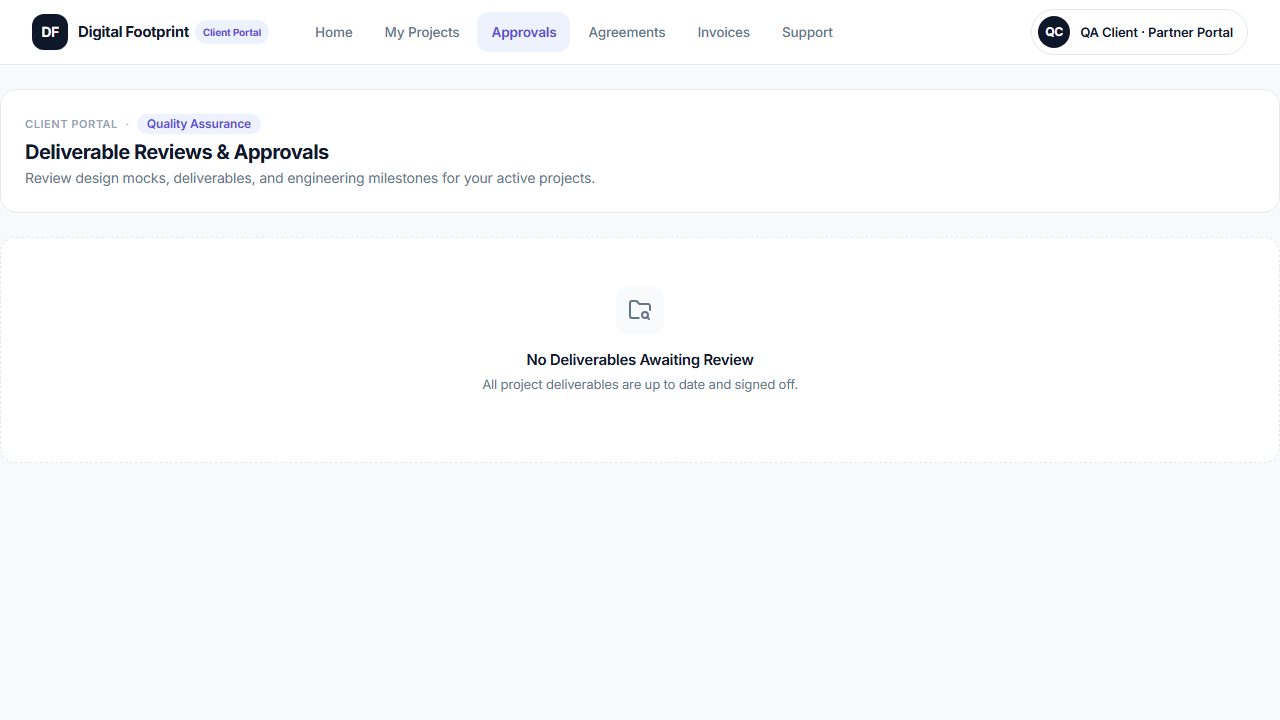 DF Digital Footprint Client Portal Home My Projects Approvals Agreements Invoices Support QC QA Client · Partner Portal
CLIENT PORTAL · Quality Assurance
Deliverable Reviews & Approvals
Review design mocks, deliverables, and engineering milestones for your active projects.
No Deliverables Awaiting Review
All project deliverables are up to date and signed off.